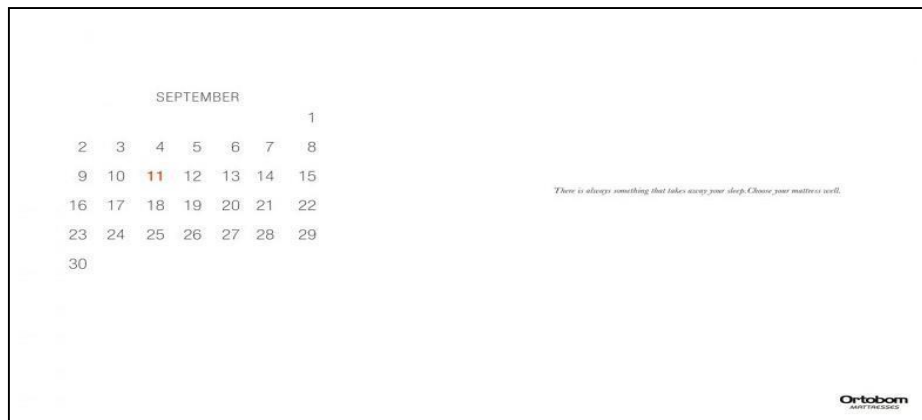 SEPTEMBER
1
2 3 4 5 6 7 8
9 10 11 12 13 14 15
16 17 18 19 20 21 22
23 24 25 26 27 28 29
30
There is always something that takes away your sleep.Choose your mattress well.
Ortobom
MATTRESSES